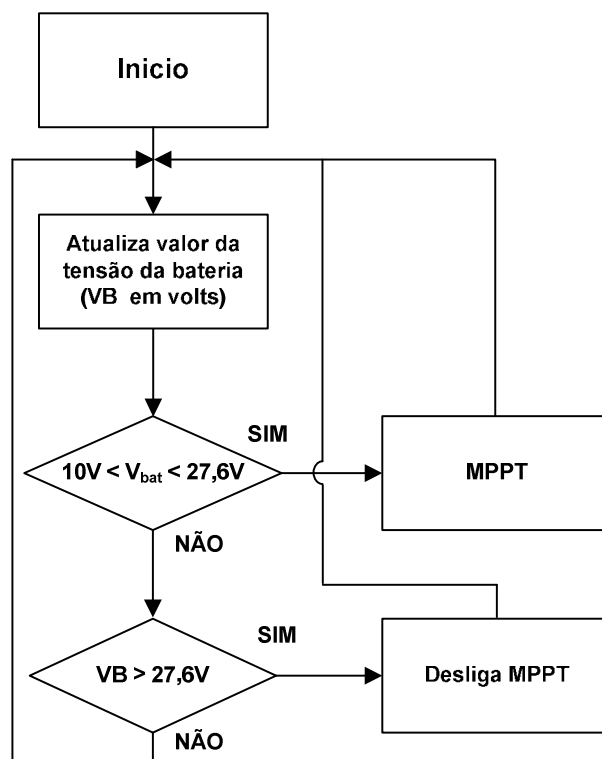 Inicio
Atualiza valor da
tensão da bateria
(VB em volts)
SIM
10V < Vbat < 27,6V
MPPT
NÃO
SIM
VB > 27,6V
Desliga MPPT
NÃO